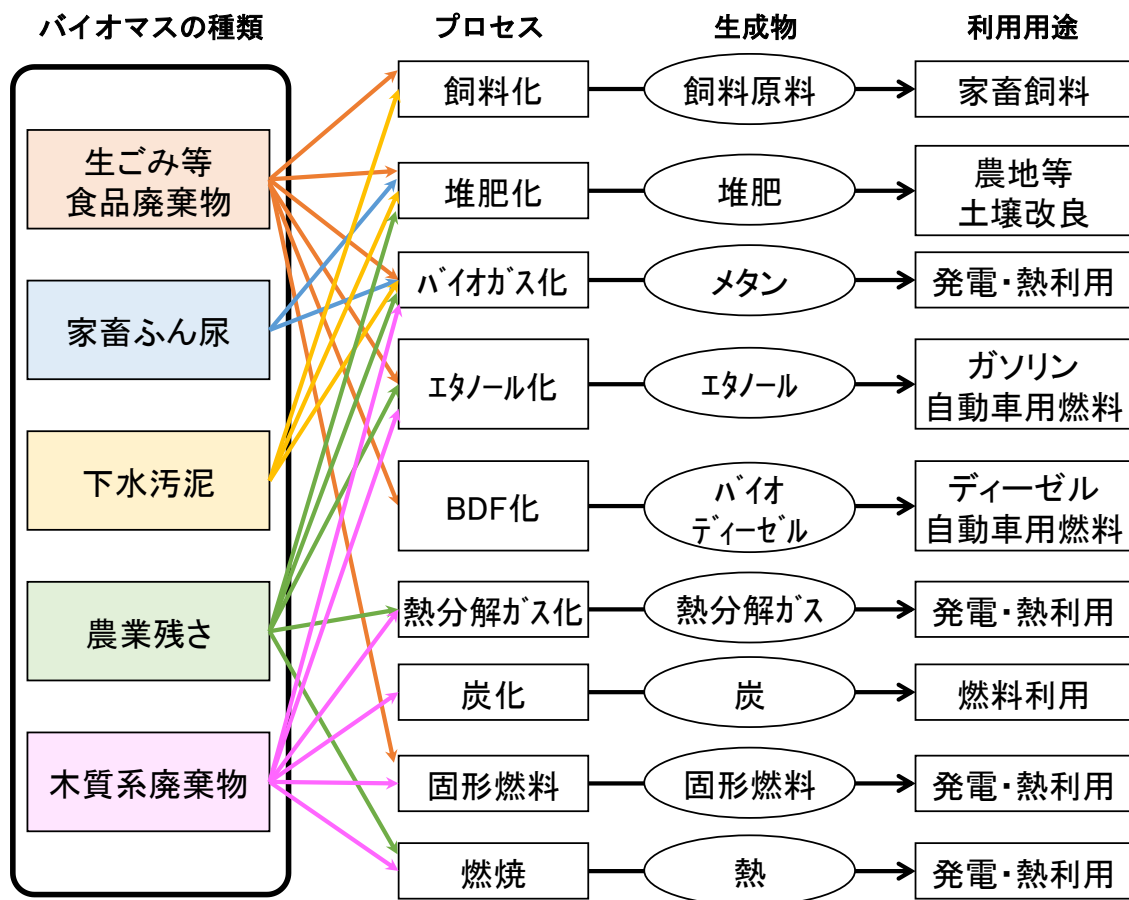 バイオマスの種類
プロセス
生成物
利用用途
生ごみ等
食品廃棄物
家畜ふん尿
下水汚泥
農業残さ
木質系廃棄物
飼料化
飼料原料
家畜飼料
堆肥化
堆肥
農地等
土壌改良
ﾊﾞｲｵｶﾞｽ化
メタン
発電・熱利用
ｴﾀﾉｰﾙ化
ｴﾀﾉｰﾙ
ガソリン
自動車用燃料
BDF化
ﾊﾞｲｵ
ﾃﾞｨｰｾﾞﾙ
ディーゼル
自動車用燃料
熱分解ｶﾞｽ化
熱分解ｶﾞｽ
発電・熱利用
炭化
炭
燃料利用
固形燃料
固形燃料
発電・熱利用
燃焼
熱
発電・熱利用